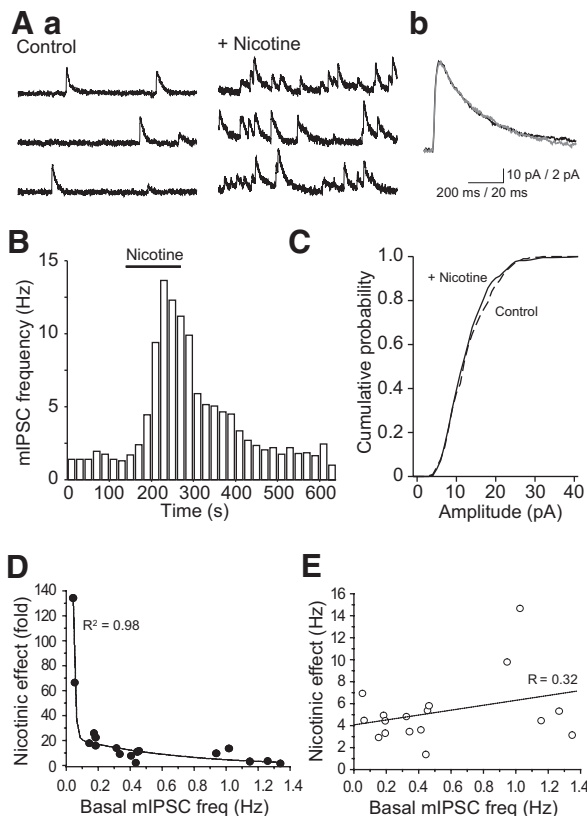 A a
Control
+ Nicotine
b
10 pA / 2 pA
200 ms / 20 ms
B
Nicotine
mIPSC frequency (Hz)
15
10
5
0
0 100 200 300 400 500 600
Time (s)
C
+ Nicotine
Control
Cumulative probability
1.0
0.8
0.6
0.4
0.2
0
0 10 20 30 40
Amplitude (pA)
D
R² = 0.98
Nicotinic effect (fold)
140
120
100
80
60
40
20
0
0.0 0.2 0.4 0.6 0.8 1.0 1.2 1.4
Basal mIPSC freq (Hz)
E
R = 0.32
Nicotinic effect (Hz)
16
14
12
10
8
6
4
2
0
0.0 0.2 0.4 0.6 0.8 1.0 1.2 1.4
Basal mIPSC freq (Hz)